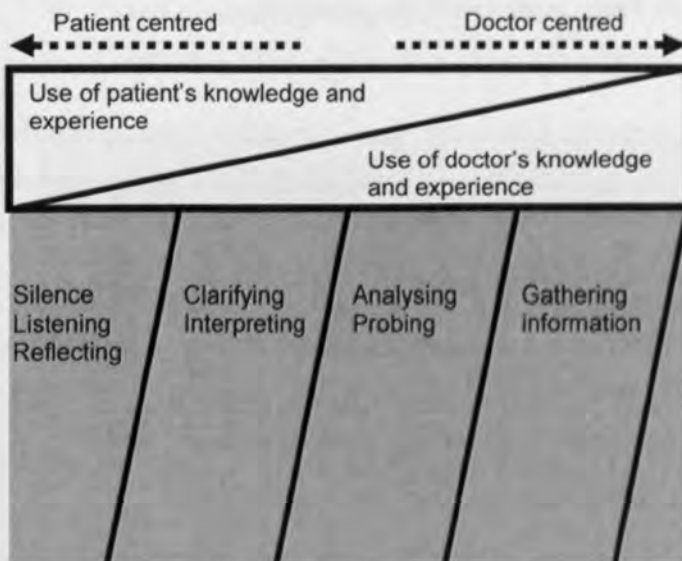 Patient centred
Doctor centred
Use of patient's knowledge and
experience
Use of doctor's knowledge
and experience
Silence
Listening
Reflecting
Clarifying
Interpreting
Analysing
Probing
Gathering
information